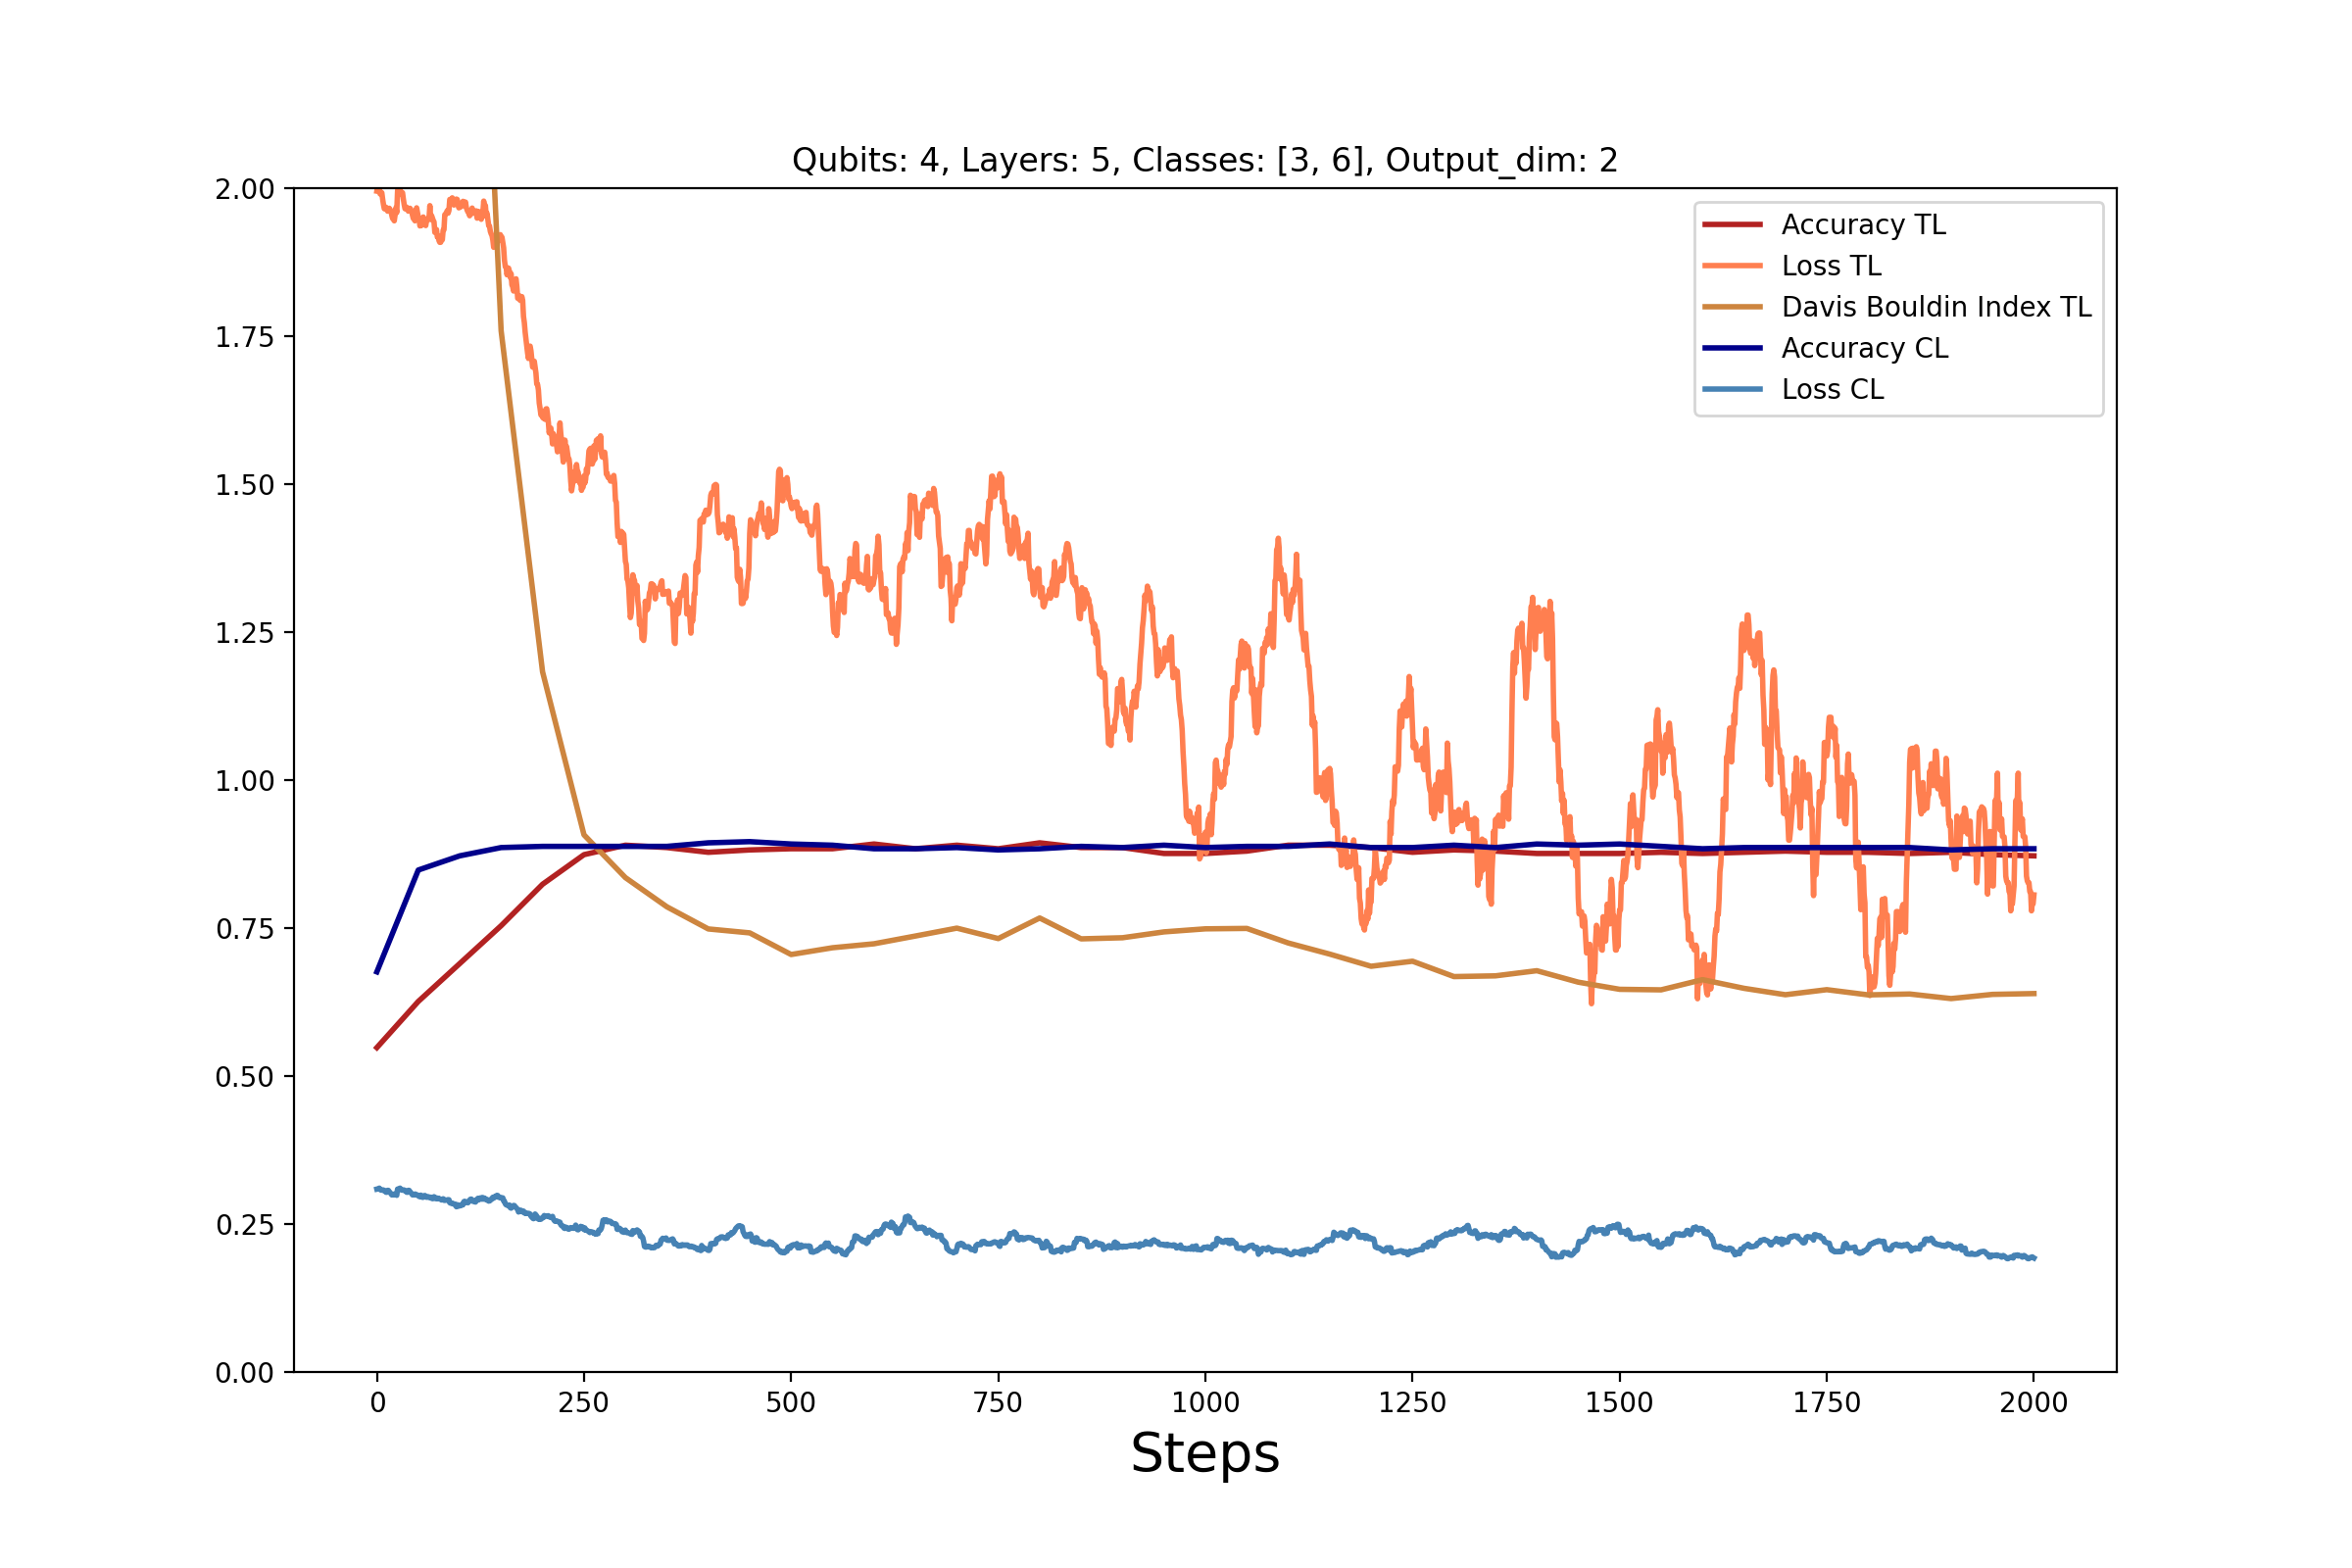 Qubits: 4, Layers: 5, Classes: [3, 6], Output_dim: 2
2.00
1.75
1.50
1.25
1.00
0.75
0.50
0.25
0.00
Accuracy TL
Loss TL
Davis Bouldin Index TL
Accuracy CL
Loss CL
0 250 500 750 1000 1250 1500 1750 2000
Steps